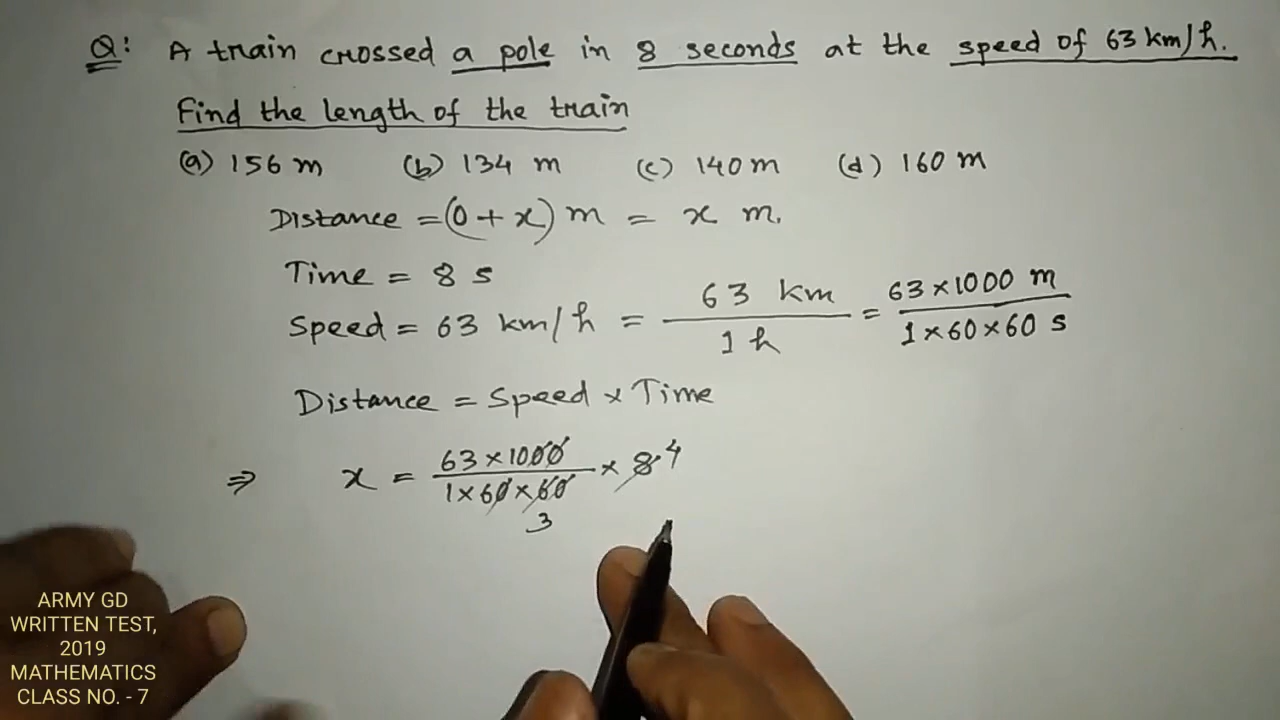 Q: A train crossed a pole in 8 seconds at the speed of 63 km/h.
Find the length of the train
(a) 156 m (b) 134 m (c) 140 m (d) 160 m
Distance = (0 + x) m = x m.
Time = 8 s
Speed = 63 km/h = 63 km / 1 h = 63 × 1000 m / 1 × 60 × 60 s
Distance = Speed × Time
⇒ x = 63 × 1000 / 1 × 60 × 60 × 8 4
3
ARMY GD
WRITTEN TEST,
2019
MATHEMATICS
CLASS NO. - 7